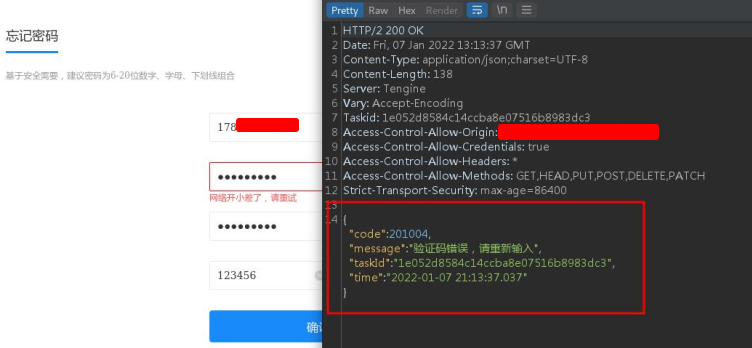 忘记密码
基于安全需要，建议密码为6-20位数字、字母、下划线组合
178
●●●●●●●●●
网络开小差了，请重试
●●●●●●●●●
123456
Pretty Raw Hex Render \n
1 HTTP/2 200 OK
2 Date: Fri, 07 Jan 2022 13:13:37 GMT
3 Content-Type: application/json;charset=UTF-8
4 Content-Length: 138
5 Server: Tengine
6 Vary: Accept-Encoding
7 Taskid: 1e052d8584c14ccba8e07516b8983dc3
8 Access-Control-Allow-Origin:
9 Access-Control-Allow-Credentials: true
10 Access-Control-Allow-Headers: *
11 Access-Control-Allow-Methods: GET,HEAD,PUT,POST,DELETE,PATCH
12 Strict-Transport-Security: max-age=86400
13
14 {
"code":201004,
"message":"验证码错误，请重新输入",
"taskId":"1e052d8584c14ccba8e07516b8983dc3",
"time":"2022-01-07 21:13:37.037"
}